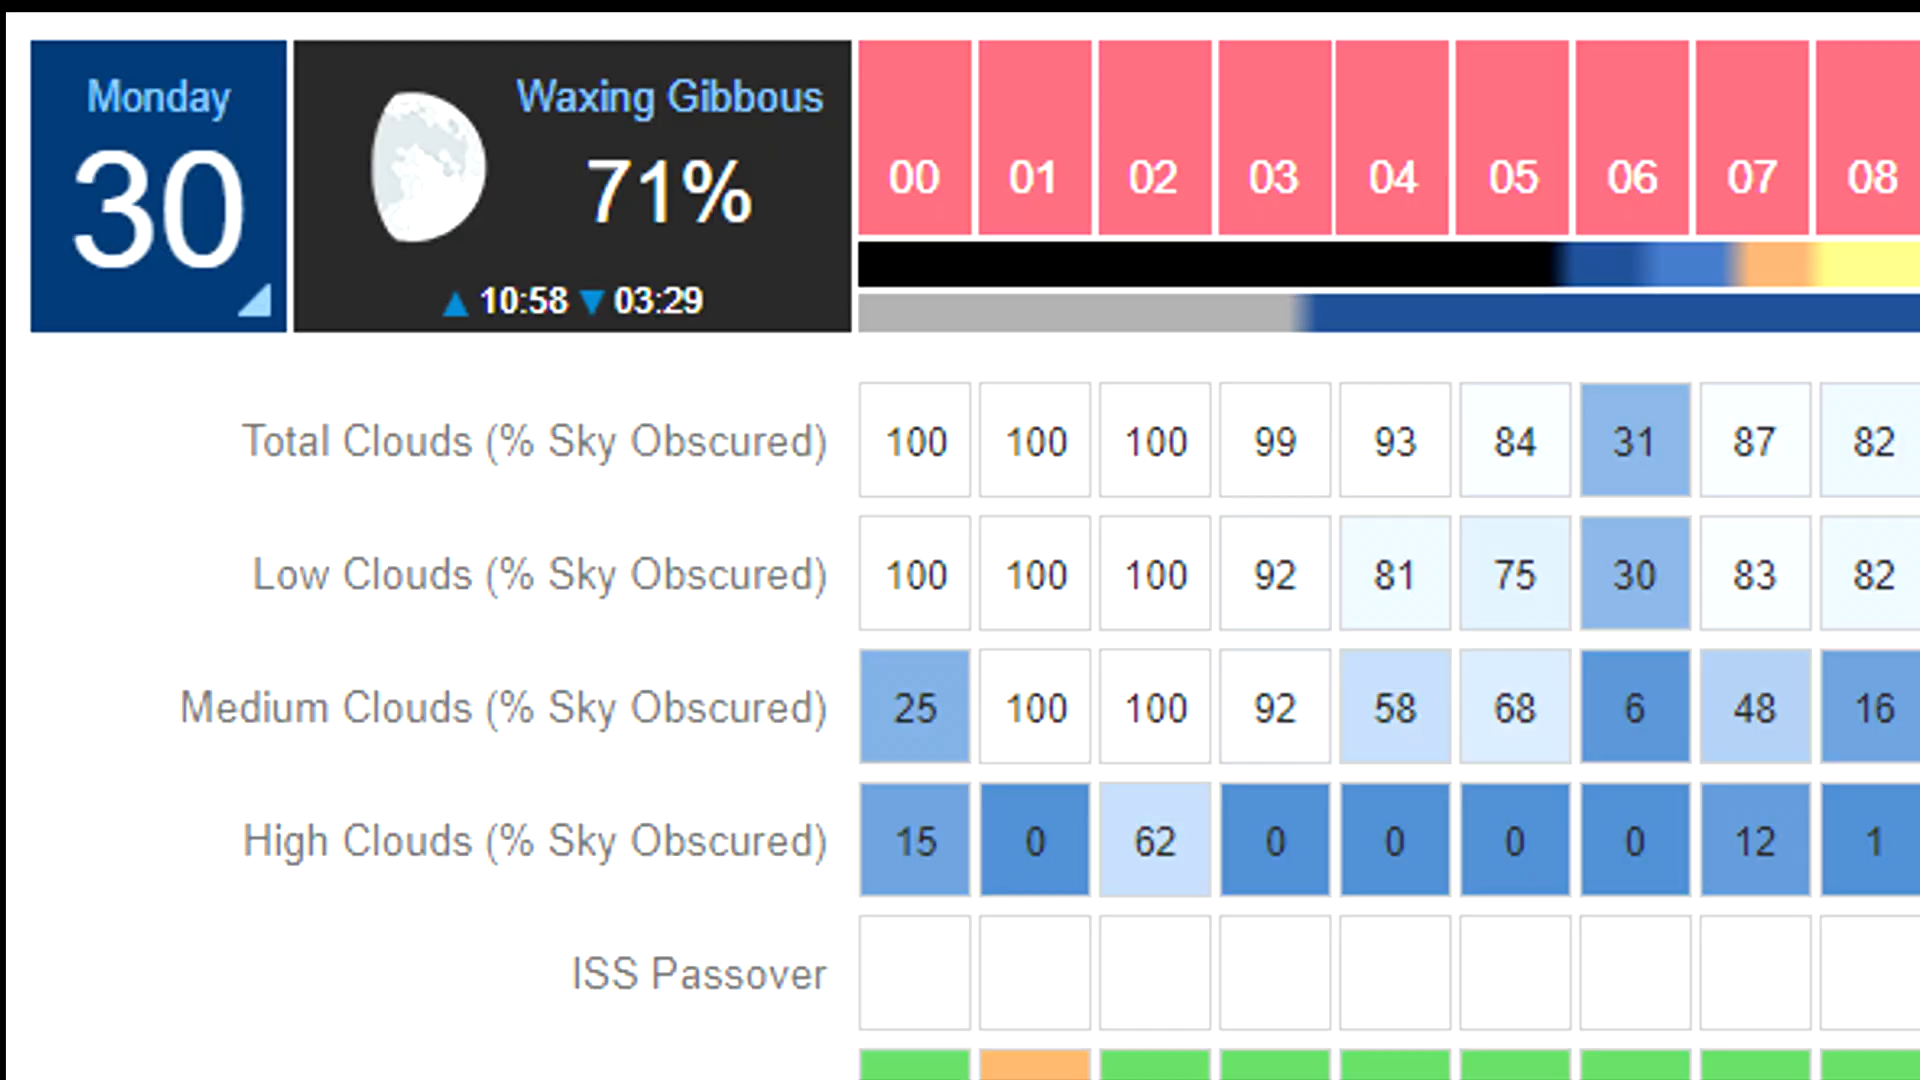 Monday
30
Waxing Gibbous
71%
▲ 10:58 ▼ 03:29
00 01 02 03 04 05 06 07 08
Total Clouds (% Sky Obscured) 100 100 100 99 93 84 31 87 82
Low Clouds (% Sky Obscured) 100 100 100 92 81 75 30 83 82
Medium Clouds (% Sky Obscured) 25 100 100 92 58 68 6 48 16
High Clouds (% Sky Obscured) 15 0 62 0 0 0 0 12 1
ISS Passover